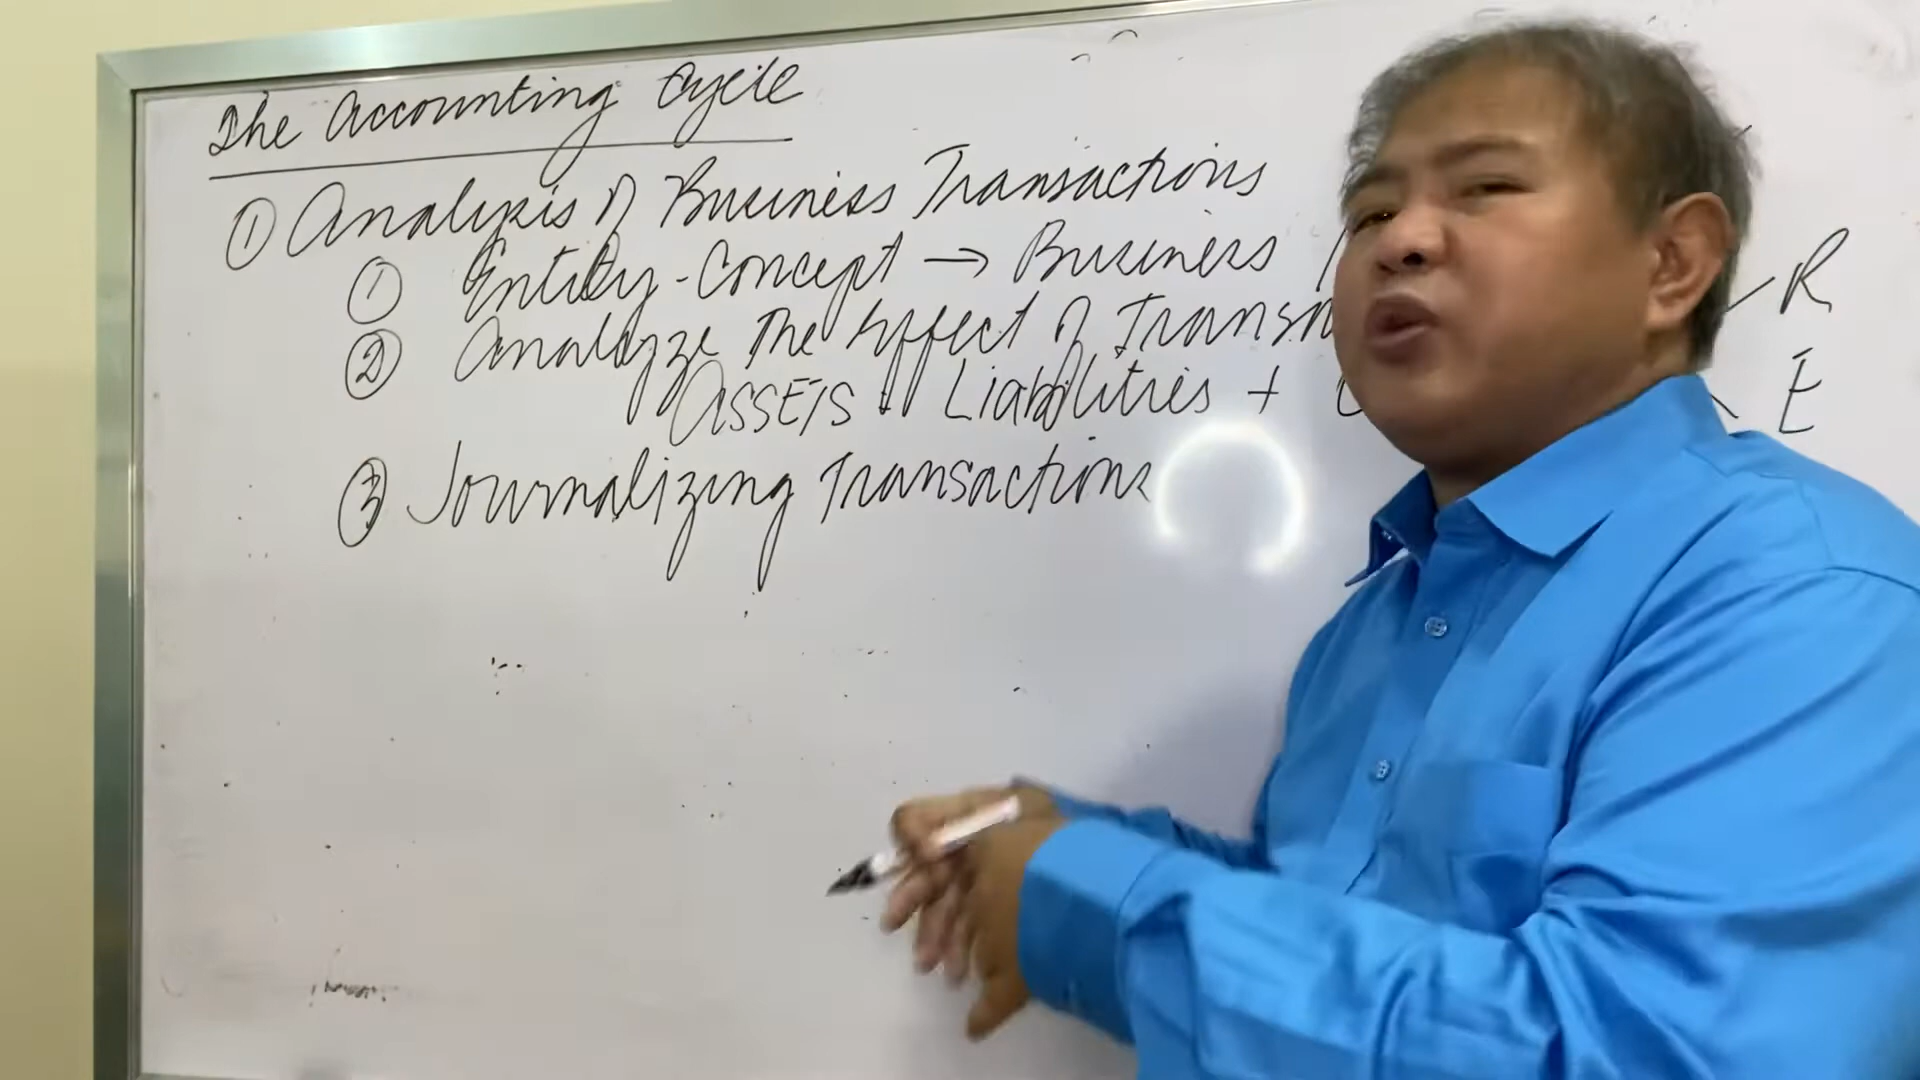 The Accounting Cycle
① Analysis of Business Transactions
① Entity-Concept → Business
② Analyze the Effect of R
ASSETS Liabilities + E
③ Journalizing Transactions